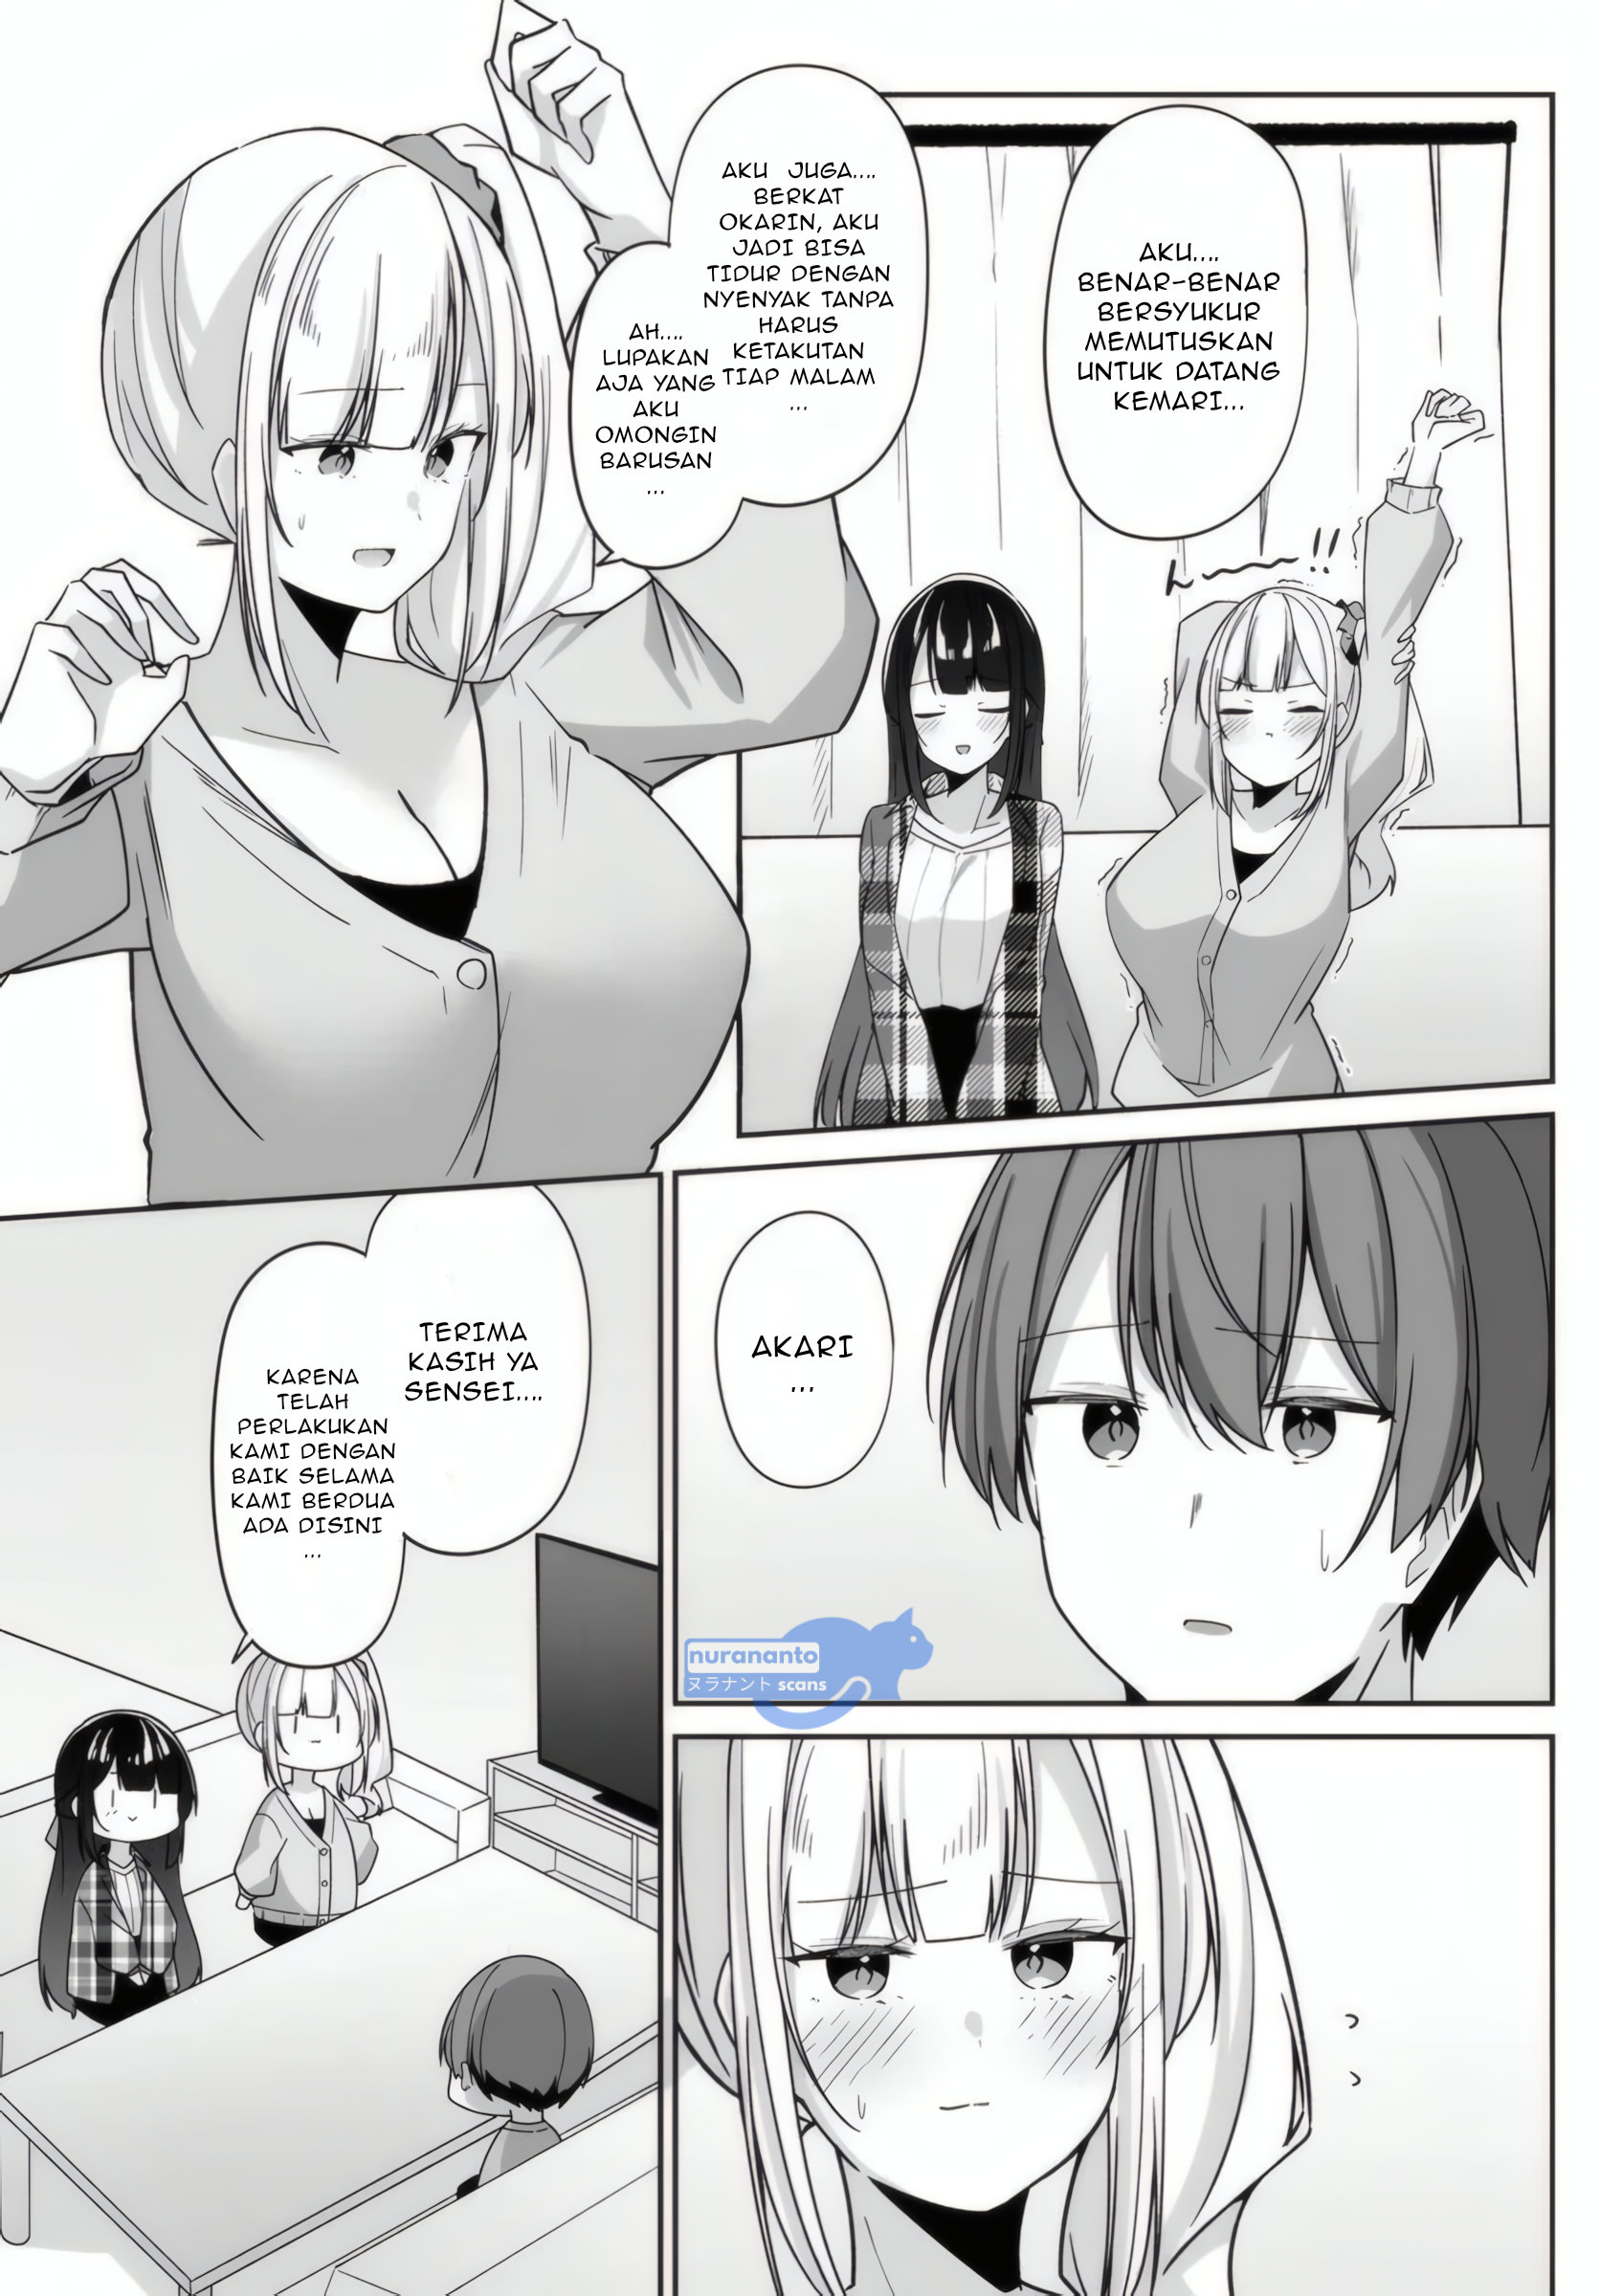 AKU....
BENAR-BENAR
BERSYUKUR
MEMUTUSKAN
UNTUK DATANG
KEMARI...
ん〜〜!!
AKU JUGA....
BERKAT
OKARIN, AKU
JADI BISA
TIDUR DENGAN
NYENYAK TANPA
HARUS
KETAKUTAN
TIAP MALAM
...
AH....
LUPAKAN
AJA YANG
AKU
OMONGIN
BARUSAN
...
AKARI
...
nurananto
ヌラナント scans
TERIMA
KASIH YA
SENSEI....
KARENA
TELAH
PERLAKUKAN
KAMI DENGAN
BAIK SELAMA
KAMI BERDUA
ADA DISINI
...